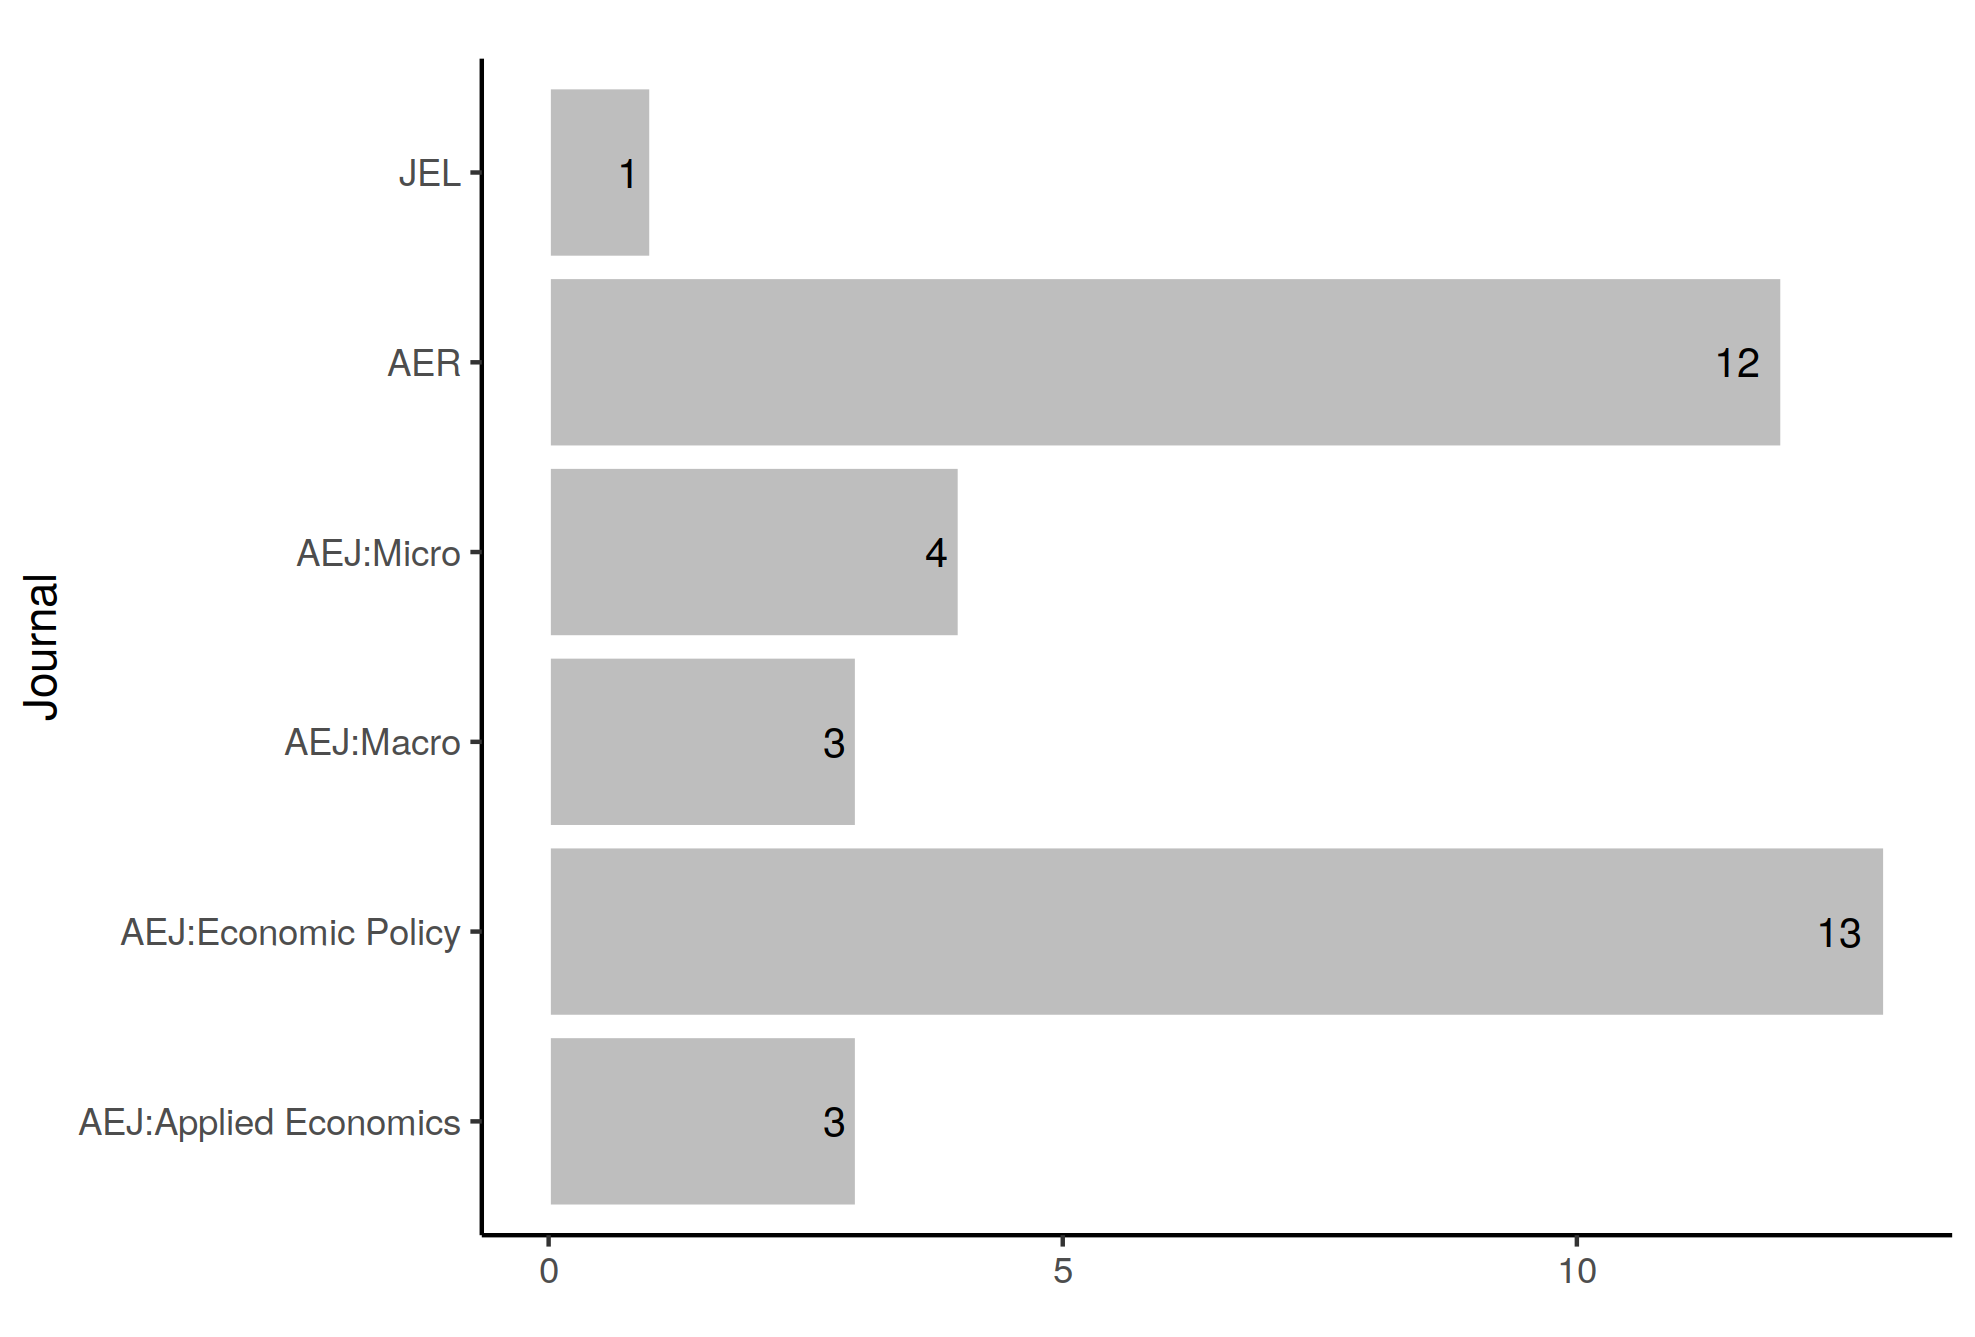 Journal
JEL
1
AER
12
AEJ:Micro
4
AEJ:Macro
3
AEJ:Economic Policy
13
AEJ:Applied Economics
3
0 5 10